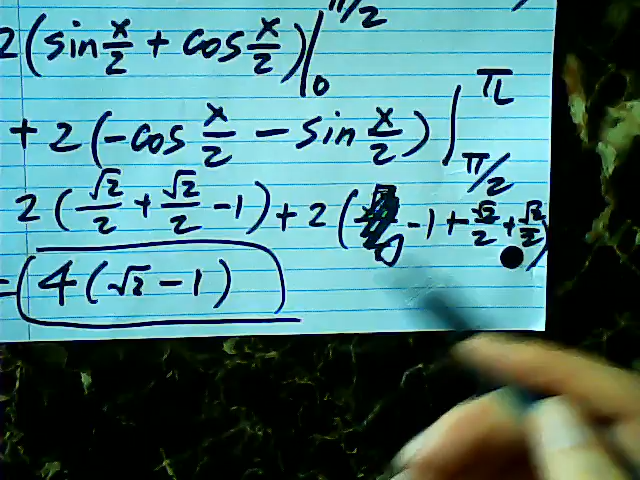 2(sin x/2 + cos x/2)|₀^π/2
+ 2(-cos x/2 - sin x/2)|_π/2^π
2(√2/2 + √2/2 - 1) + 2( -1 + √2/2 + √2/2)
= 4(√2 - 1)